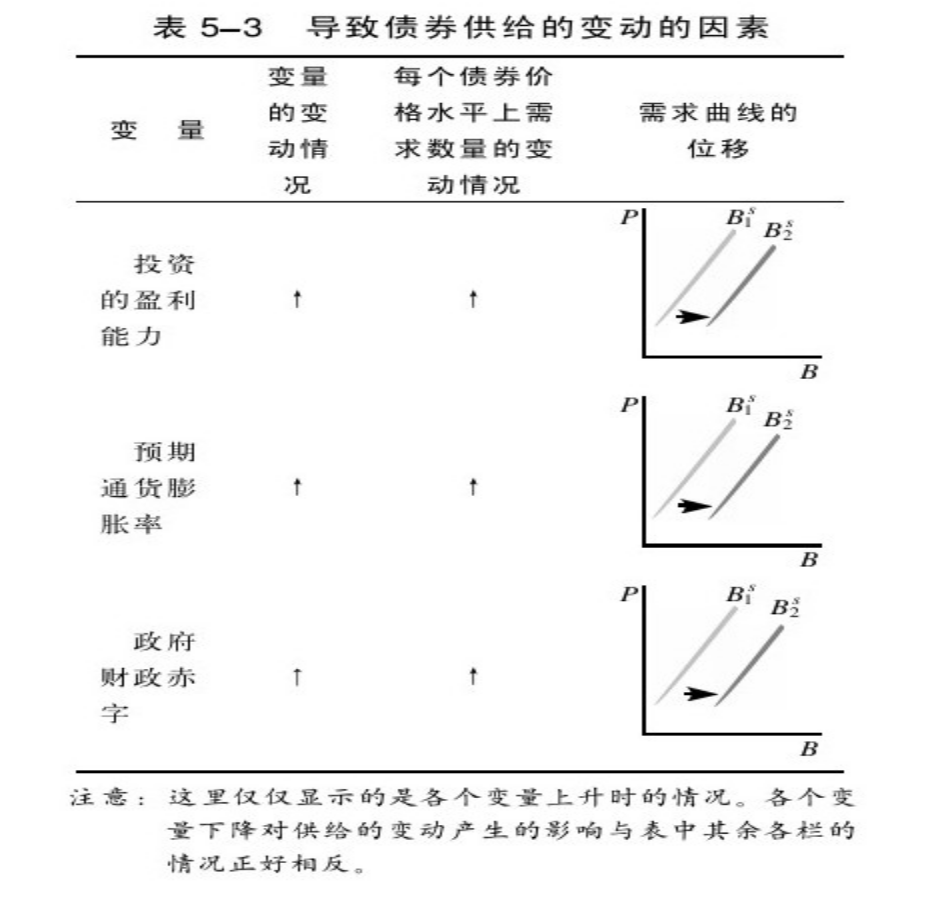 表 5—3 导致债券供给的变动的因素
变 量
变量
的变
动情
况
每个债券价
格水平上需
求数量的变
动情况
需求曲线的
位移
投资
的盈利
能力
↑
↑
P
B₁ˢ
B₂ˢ
B
预期
通货膨
胀率
↑
↑
P
B₁ˢ
B₂ˢ
B
政府
财政赤
字
↑
↑
P
B₁ˢ
B₂ˢ
B
注意：这里仅仅显示的是各个变量上升时的情况。各个变
量下降对供给的变动产生的影响与表中其余各栏的
情况正好相反。